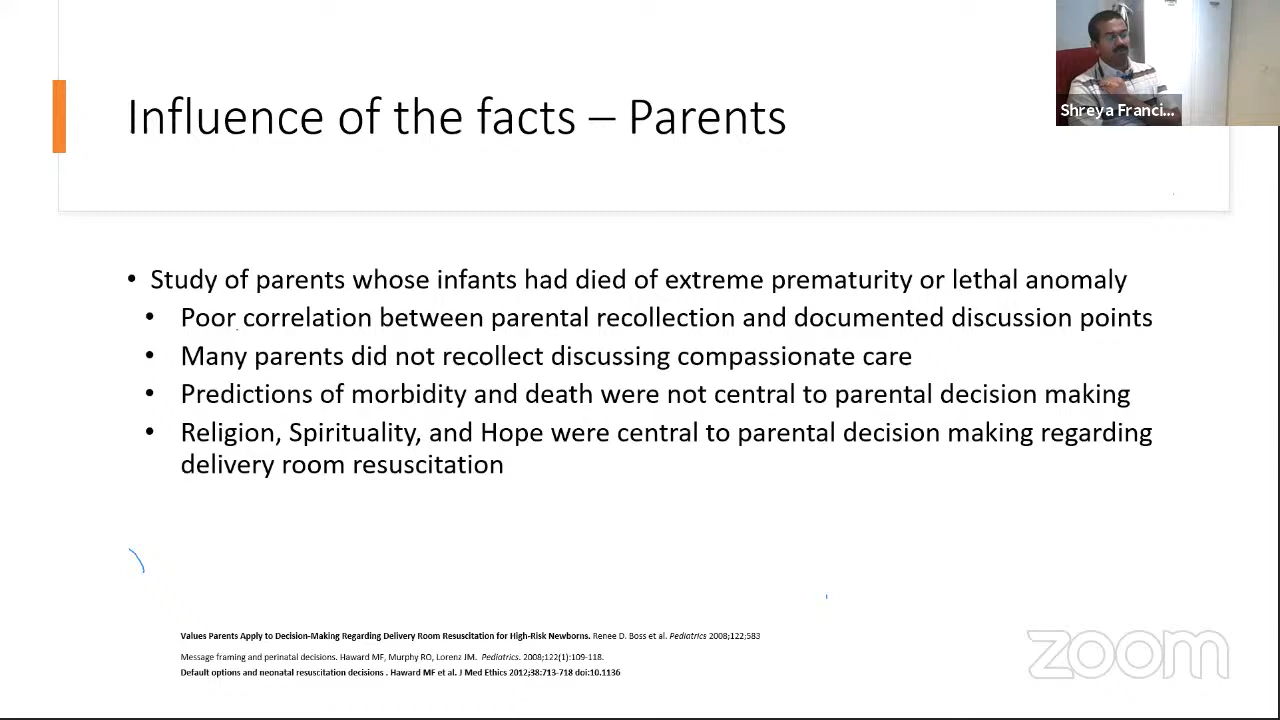 Shreya Franci...
Influence of the facts – Parents
• Study of parents whose infants had died of extreme prematurity or lethal anomaly
• Poor correlation between parental recollection and documented discussion points
• Many parents did not recollect discussing compassionate care
• Predictions of morbidity and death were not central to parental decision making
• Religion, Spirituality, and Hope were central to parental decision making regarding
delivery room resuscitation
Values Parents Apply to Decision-Making Regarding Delivery Room Resuscitation for High-Risk Newborns. Renee D. Boss et al. Pediatrics 2008;122;583
Message framing and perinatal decisions. Haward MF, Murphy RO, Lorenz JM. Pediatrics. 2008;122(1):109-118.
Default options and neonatal resuscitation decisions . Haward MF et al. J Med Ethics 2012;38:713-718 doi:10.1136
zoom